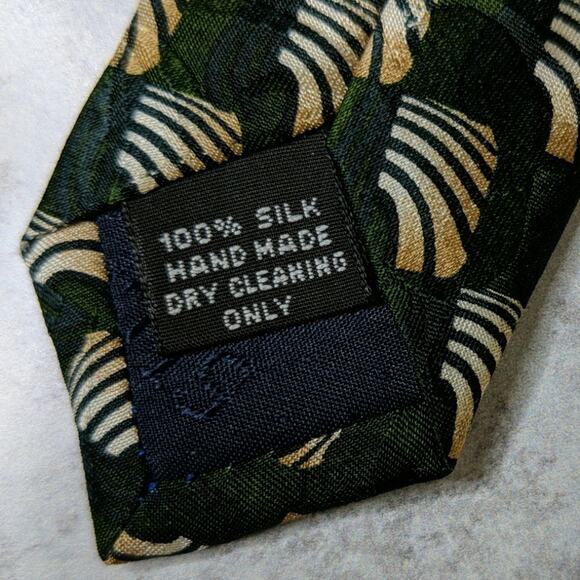 100% SILK
HAND MADE
DRY CLEANING
ONLY